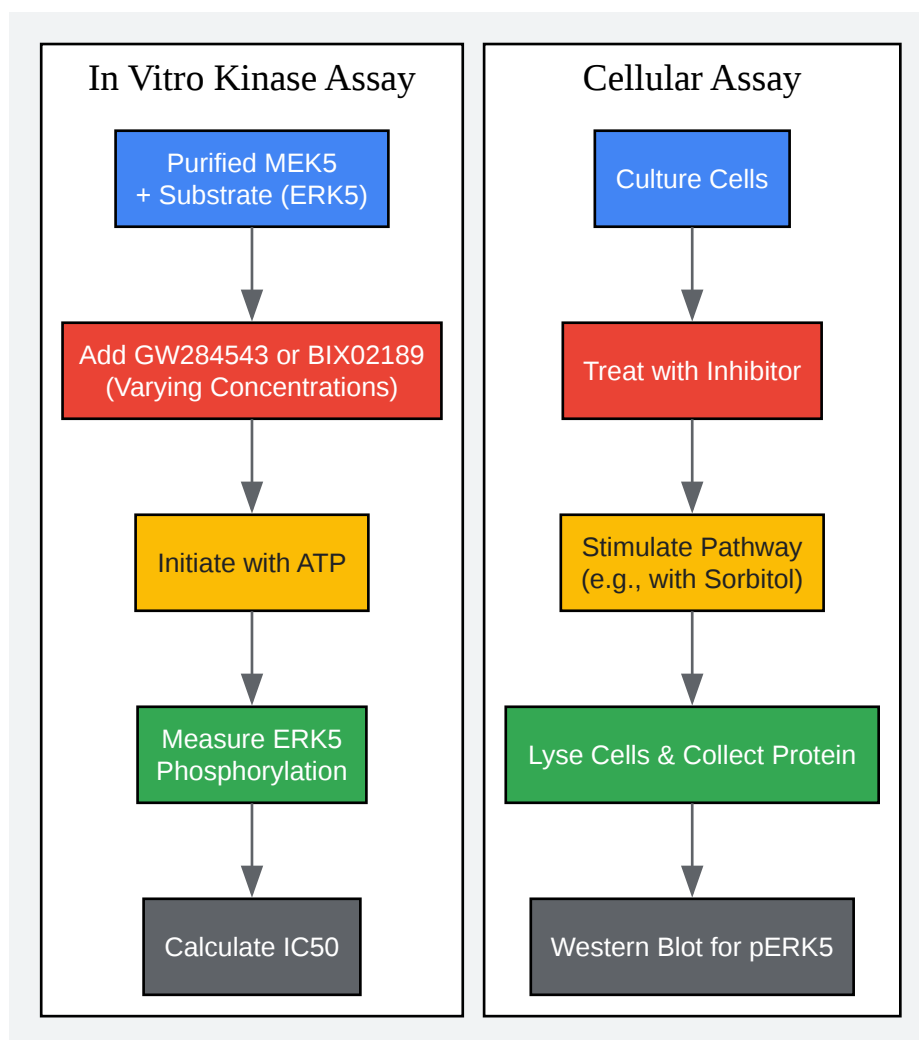 In Vitro Kinase Assay
Purified MEK5
+ Substrate (ERK5)
Add GW284543 or BIX02189
(Varying Concentrations)
Initiate with ATP
Measure ERK5
Phosphorylation
Calculate IC50
Cellular Assay
Culture Cells
Treat with Inhibitor
Stimulate Pathway
(e.g., with Sorbitol)
Lyse Cells & Collect Protein
Western Blot for pERK5